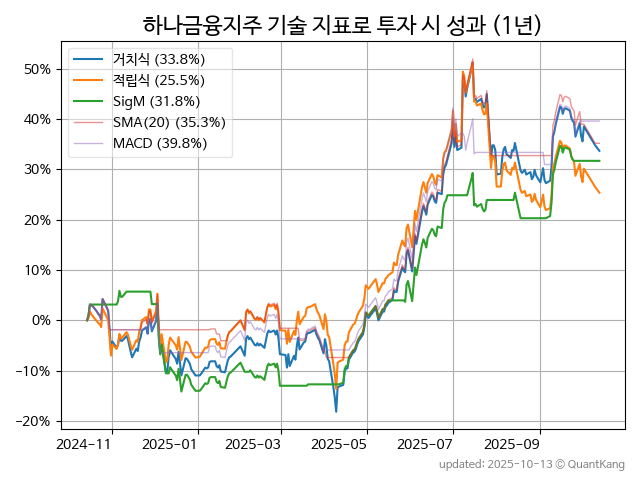 하나금융지주 기술 지표로 투자 시 성과 (1년)
거치식 (33.8%)
적립식 (25.5%)
SigM (31.8%)
SMA(20) (35.3%)
MACD (39.8%)
50%
40%
30%
20%
10%
0%
−10%
−20%
2024-11 2025-01 2025-03 2025-05 2025-07 2025-09
updated: 2025-10-13 © QuantKang